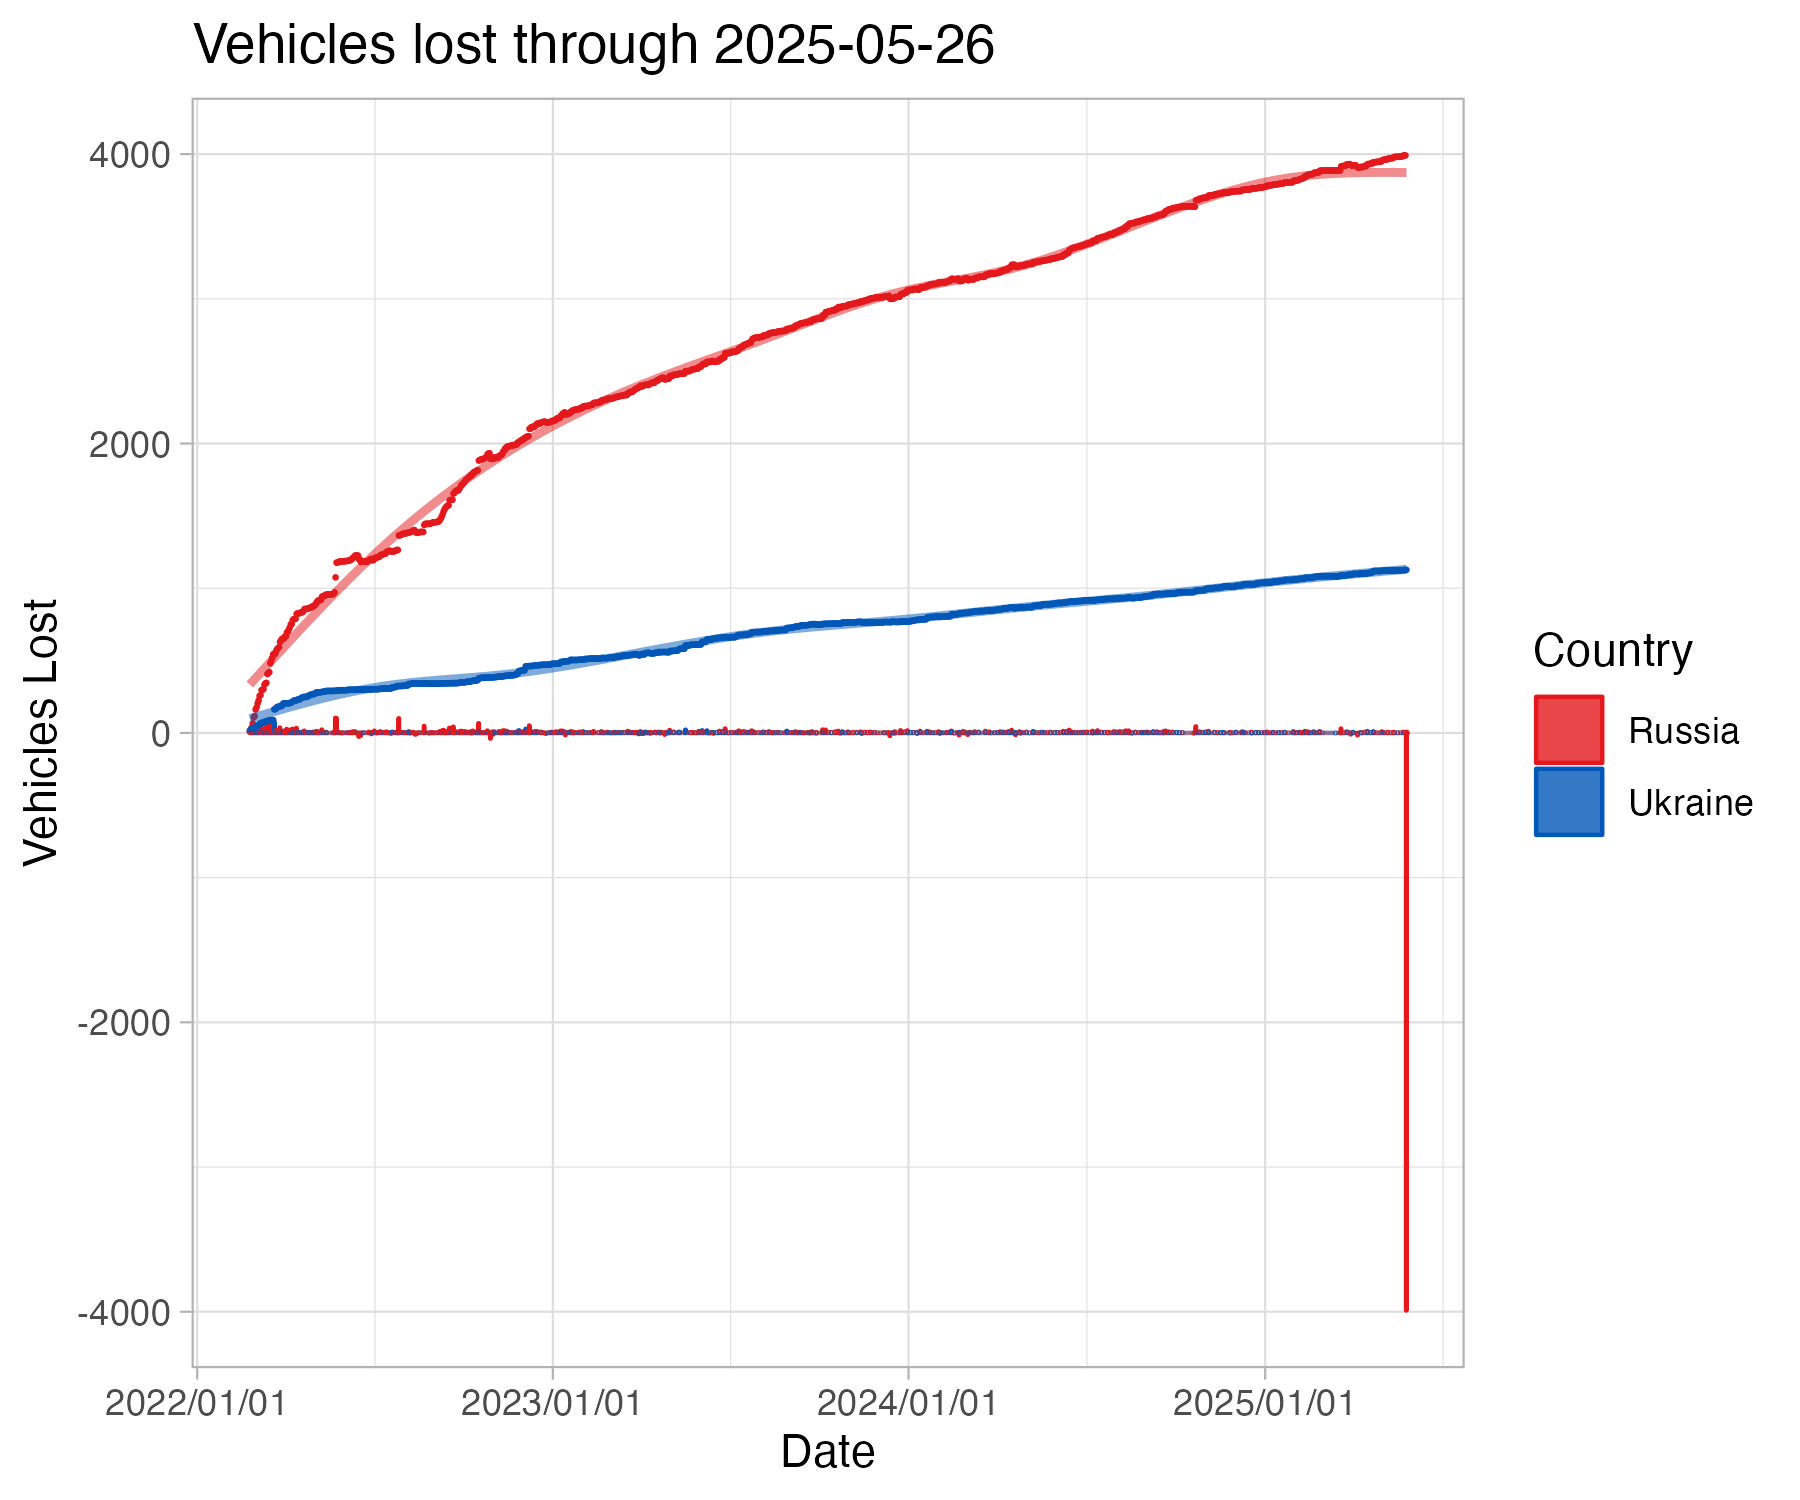 Vehicles lost through 2025-05-26
Vehicles Lost
4000
2000
0
-2000
-4000
2022/01/01
2023/01/01
2024/01/01
2025/01/01
Date
Country
Russia
Ukraine